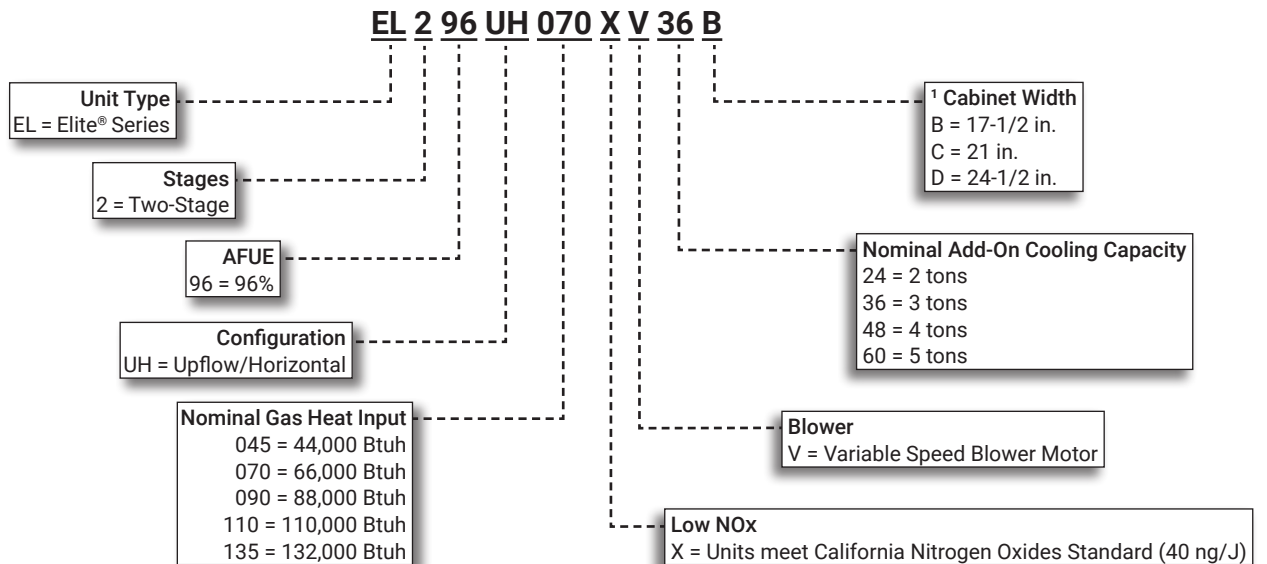 EL 2 96 UH 070 X V 36 B
Unit Type
EL = Elite® Series
Stages
2 = Two-Stage
AFUE
96 = 96%
Configuration
UH = Upflow/Horizontal
Nominal Gas Heat Input
045 = 44,000 Btuh
070 = 66,000 Btuh
090 = 88,000 Btuh
110 = 110,000 Btuh
135 = 132,000 Btuh
¹ Cabinet Width
B = 17-1/2 in.
C = 21 in.
D = 24-1/2 in.
Nominal Add-On Cooling Capacity
24 = 2 tons
36 = 3 tons
48 = 4 tons
60 = 5 tons
Blower
V = Variable Speed Blower Motor
Low NOx
X = Units meet California Nitrogen Oxides Standard (40 ng/J)